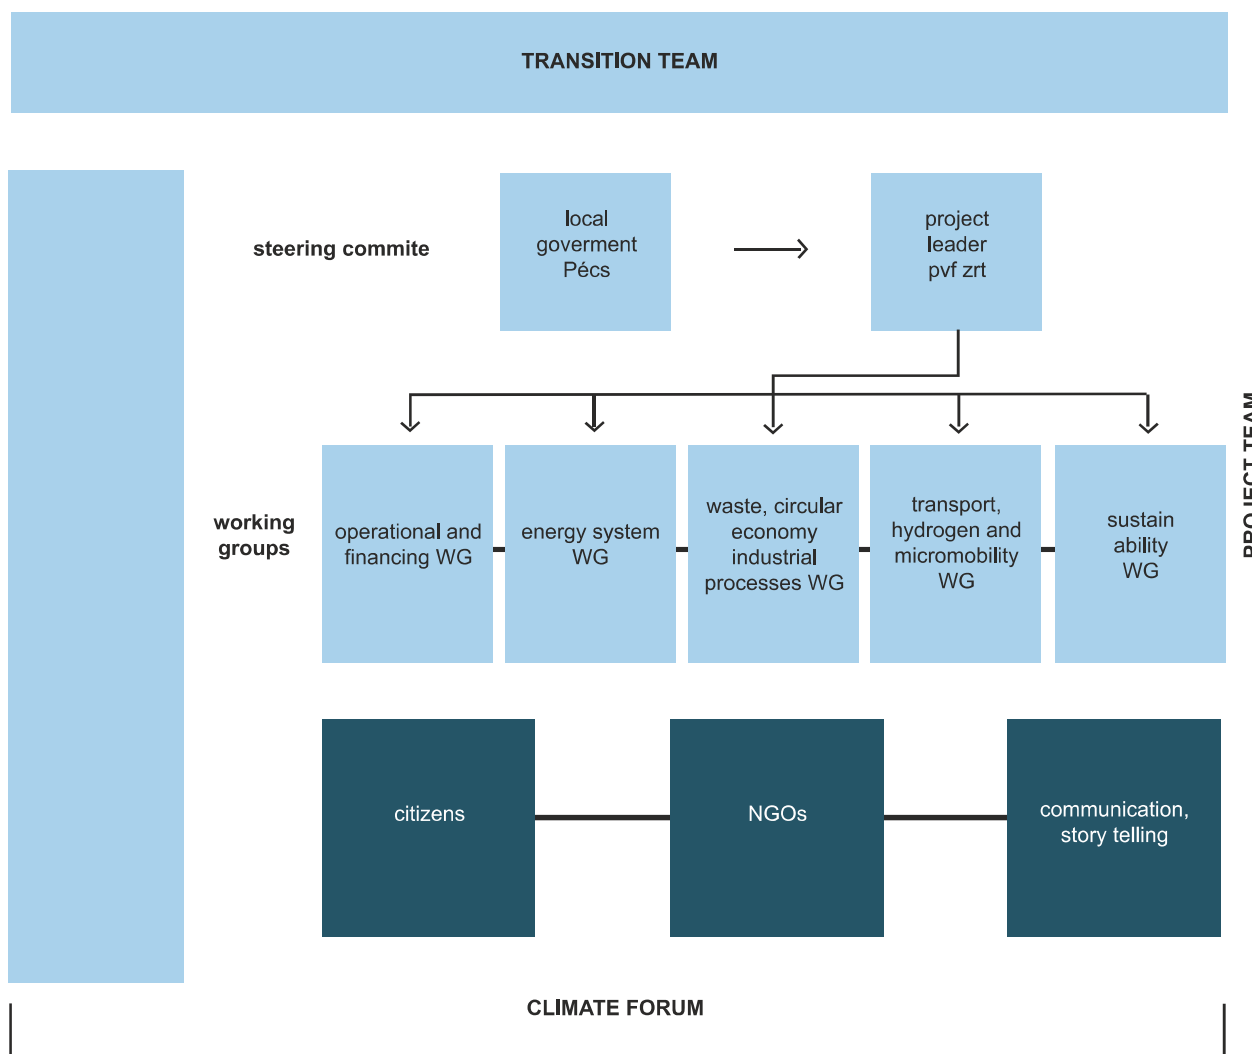 TRANSITION TEAM
steering commite
local
goverment
Pécs
project
leader
pvf zrt
working
groups
operational and
financing WG
energy system
WG
waste, circular
economy
industrial
processes WG
transport,
hydrogen and
micromobility
WG
sustain
ability
WG
PROJECT TEAM
citizens
NGOs
communication,
story telling
CLIMATE FORUM